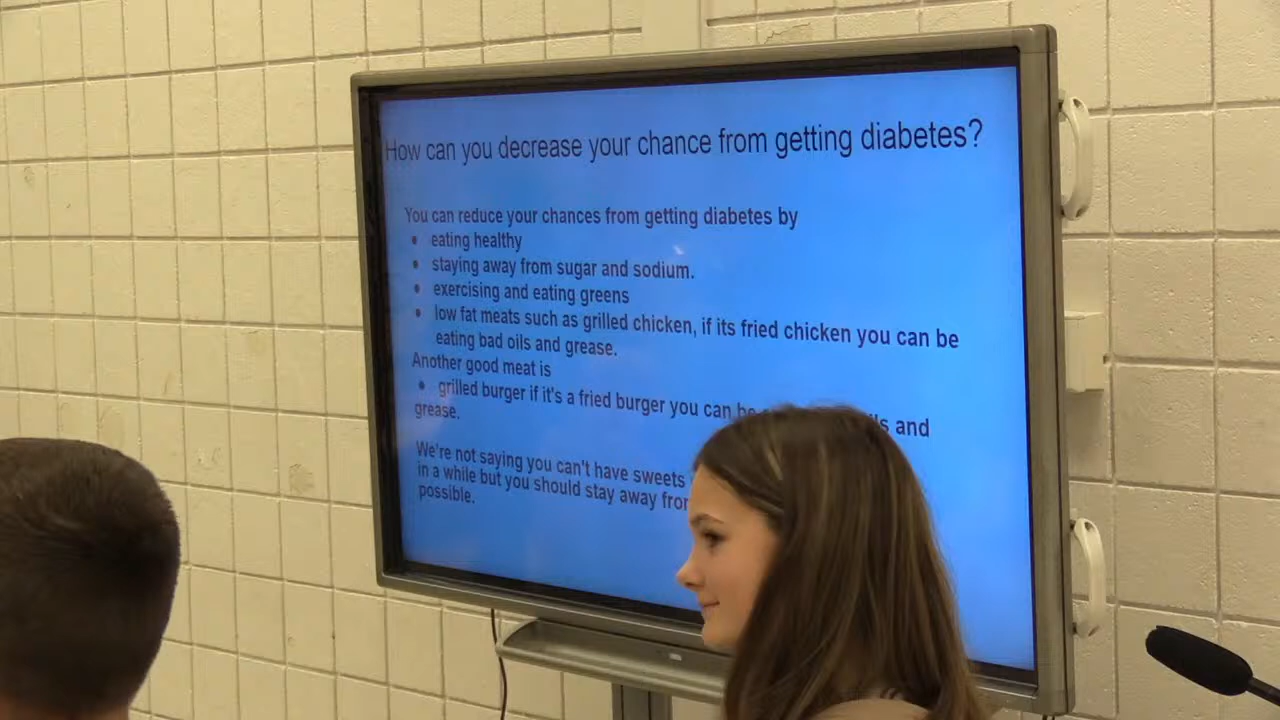 How can you decrease your chance from getting diabetes?
You can reduce your chances from getting diabetes by
• eating healthy
• staying away from sugar and sodium.
• exercising and eating greens
• low fat meats such as grilled chicken, if its fried chicken you can be
eating bad oils and grease.
Another good meat is
• grilled burger if it's a fried burger you can be and
grease.
We're not saying you can't have sweets
in a while but you should stay away
possible.